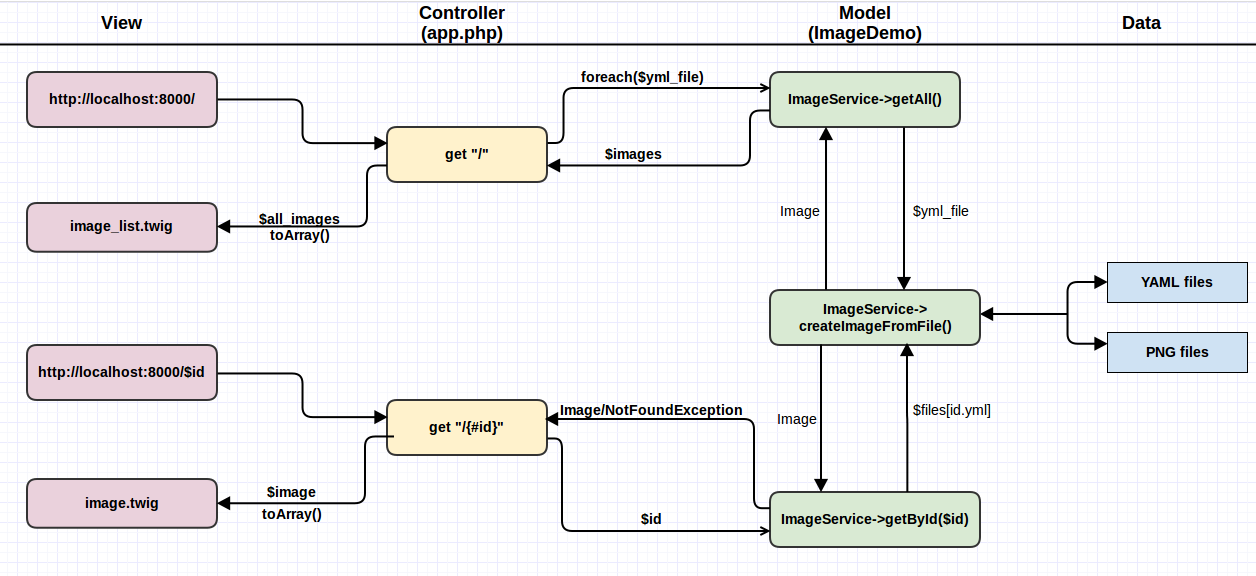 View
Controller
(app.php)
Model
(ImageDemo)
Data
http://localhost:8000/
foreach($yml_file)
ImageService->getAll()
get "/"
$images
image_list.twig
$all_images
toArray()
Image
$yml_file
ImageService->
createImageFromFile()
YAML files
PNG files
http://localhost:8000/$id
get "/{#id}"
Image/NotFoundException
Image
$files[id.yml]
image.twig
$image
toArray()
$id
ImageService->getById($id)